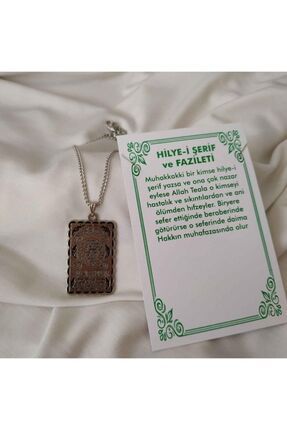 HİLYE-İ ŞERİF
ve FAZİLETİ
Muhakkakki bir kimse hilye-i
şerif yazsa ve ona çok nazar
eylese Allah Teala o kimseyi
hastalık ve sıkıntılardan ve ani
ölümden hıfzeyler. Biryere
sefer ettiğinde beraberinde
götürürse o seferinde daima
Hakkın muhafazasında olur